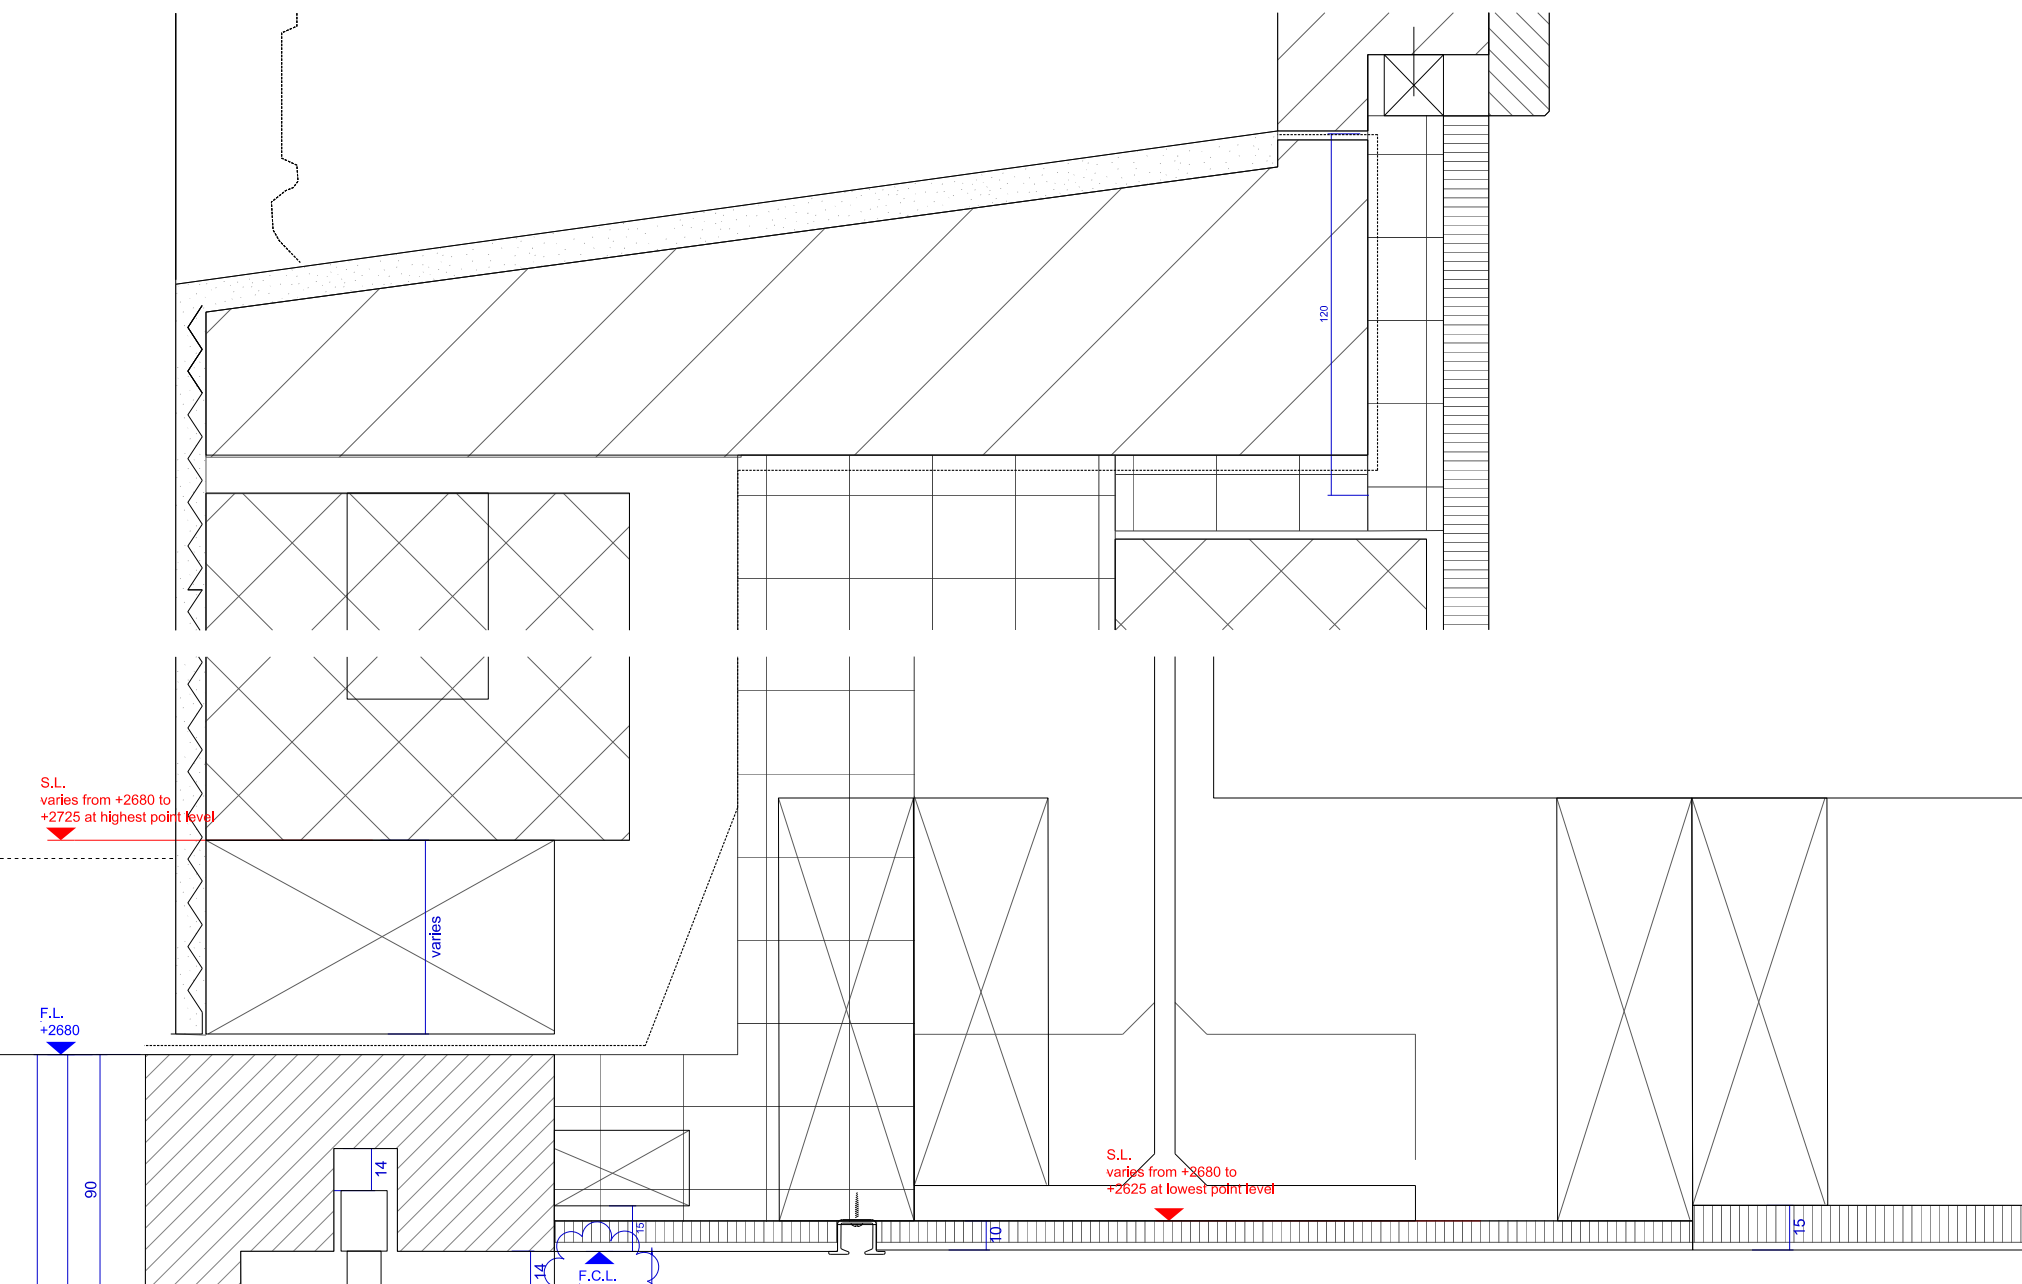 120
S.L.
varies from +2680 to
+2725 at highest point level
varies
F.L.
+2680
90
14
S.L.
varies from +2680 to
+2625 at lowest point level
15
10
15
14
F.C.L.